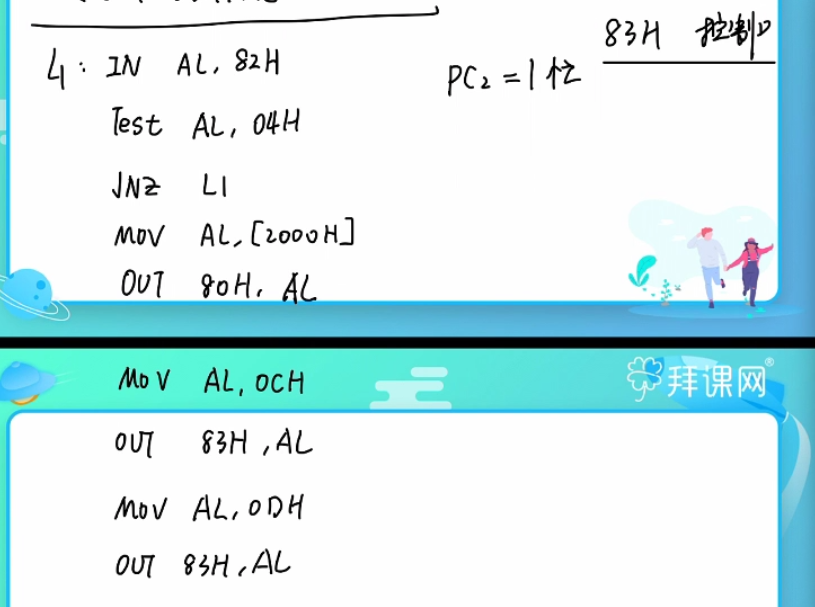 83H 控制口
L1: IN AL, 82H
PC2 = 1 忙
Test AL, 04H
JNZ L1
MOV AL, [2000H]
OUT 80H, AL
MOV AL, 0CH
拜课网®
OUT 83H, AL
MOV AL, 0DH
OUT 83H, AL